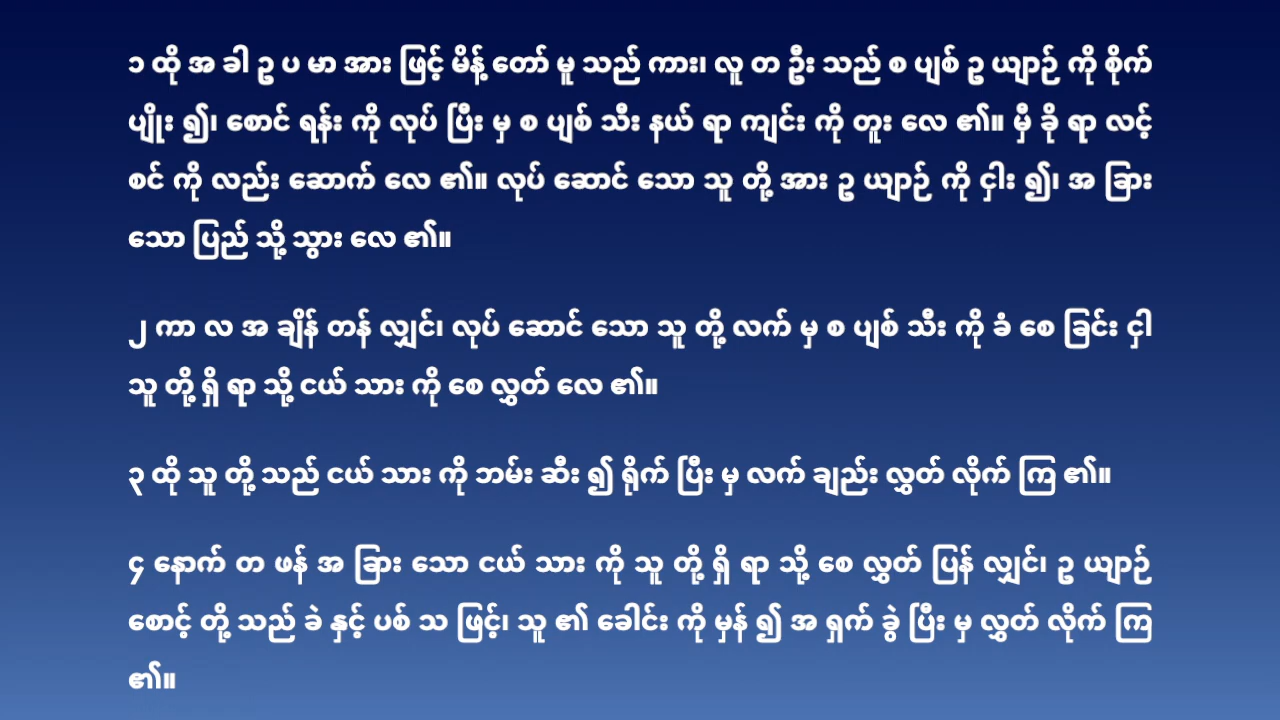 ၁ ထို အ ခါ ဥ ပ မာ အား ဖြင့် မိန့် တော် မူ သည် ကား၊ လူ တ ဦး သည် စ ပျစ် ဥ ယျာဉ် ကို စိုက်
ပျိုး ၍၊ စောင် ရန်း ကို လုပ် ပြီး မှ စ ပျစ် သီး နယ် ရာ ကျင်း ကို တူး လေ ၏။ မှီ ခို ရာ လင့်
စင် ကို လည်း ဆောက် လေ ၏။ လုပ် ဆောင် သော သူ တို့ အား ဥ ယျာဉ် ကို ငှါး ၍၊ အ ခြား
သော ပြည် သို့ သွား လေ ၏။
၂ ကာ လ အ ချိန် တန် လျှင်၊ လုပ် ဆောင် သော သူ တို့ လက် မှ စ ပျစ် သီး ကို ခံ စေ ခြင်း ငှါ
သူ တို့ ရှိ ရာ သို့ ငယ် သား ကို စေ လွှတ် လေ ၏။
၃ ထို သူ တို့ သည် ငယ် သား ကို ဘမ်း ဆီး ၍ ရိုက် ပြီး မှ လက် ချည်း လွှတ် လိုက် ကြ ၏။
၄ နောက် တ ဖန် အ ခြား သော ငယ် သား ကို သူ တို့ ရှိ ရာ သို့ စေ လွှတ် ပြန် လျှင်၊ ဥ ယျာဉ်
စောင့် တို့ သည် ခဲ နှင့် ပစ် သ ဖြင့်၊ သူ ၏ ခေါင်း ကို မှန် ၍ အ ရှက် ခွဲ ပြီး မှ လွှတ် လိုက် ကြ
၏။